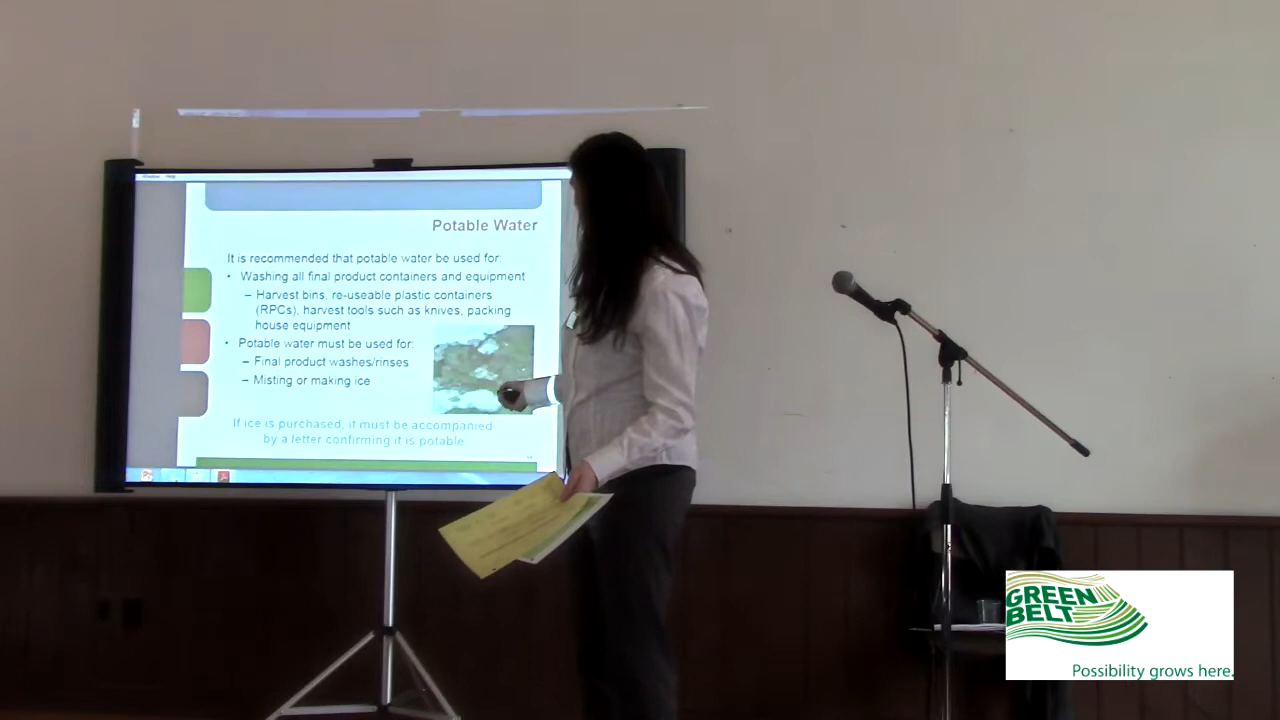 Window Help
Potable Water
It is recommended that potable water be used for:
• Washing all final product containers and equipment
– Harvest bins, re-useable plastic containers
(RPCs), harvest tools such as knives, packing
house equipment
• Potable water must be used for:
– Final product washes/rinses
– Misting or making ice
If ice is purchased, it must be accompanied
by a letter confirming it is potable
GREEN
BELT
Possibility grows here.